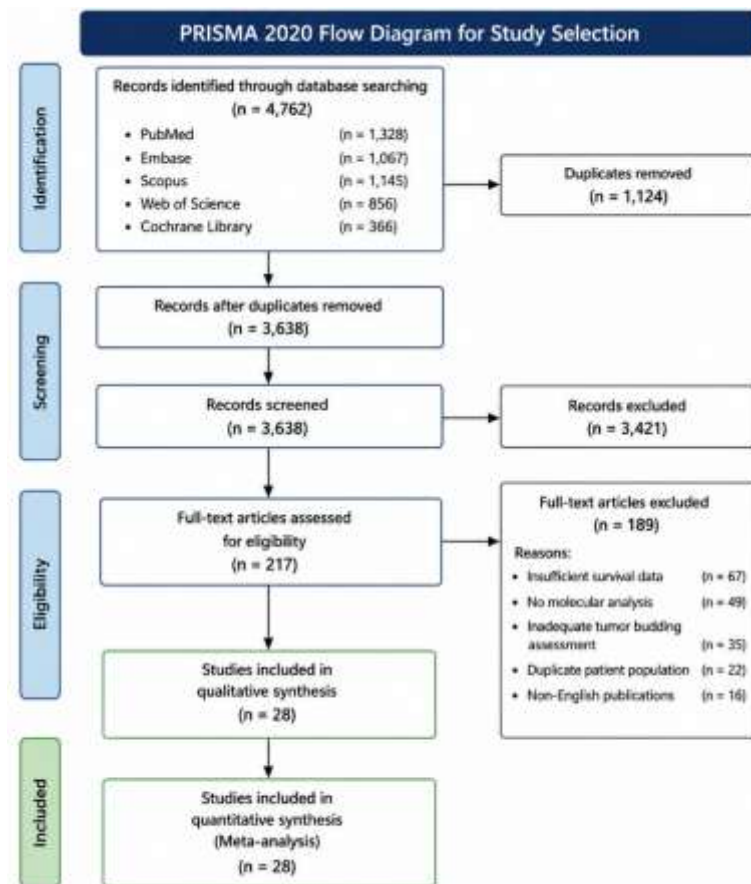 PRISMA 2020 Flow Diagram for Study Selection
Identification
Records identified through database searching
(n = 4,762)
• PubMed (n = 1,328)
• Embase (n = 1,067)
• Scopus (n = 1,145)
• Web of Science (n = 856)
• Cochrane Library (n = 366)
Duplicates removed
(n = 1,124)
Screening
Records after duplicates removed
(n = 3,638)
Records screened
(n = 3,638)
Records excluded
(n = 3,421)
Eligibility
Full-text articles assessed
for eligibility
(n = 217)
Full-text articles excluded
(n = 189)
Reasons:
• Insufficient survival data (n = 67)
• No molecular analysis (n = 49)
• Inadequate tumor budding
assessment (n = 35)
• Duplicate patient population (n = 22)
• Non-English publications (n = 16)
Studies included in
qualitative synthesis
(n = 28)
Included
Studies included in
quantitative synthesis
(Meta-analysis)
(n = 28)